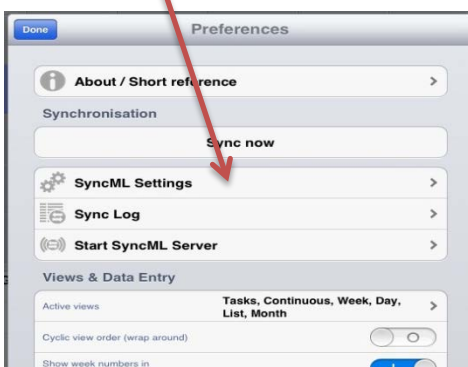 Done
Preferences
About / Short reference
Synchronisation
Sync now
SyncML Settings
Sync Log
Start SyncML Server
Views & Data Entry
Active views
Tasks, Continuous, Week, Day,
List, Month
Cyclic view order (wrap around)
Show week numbers in